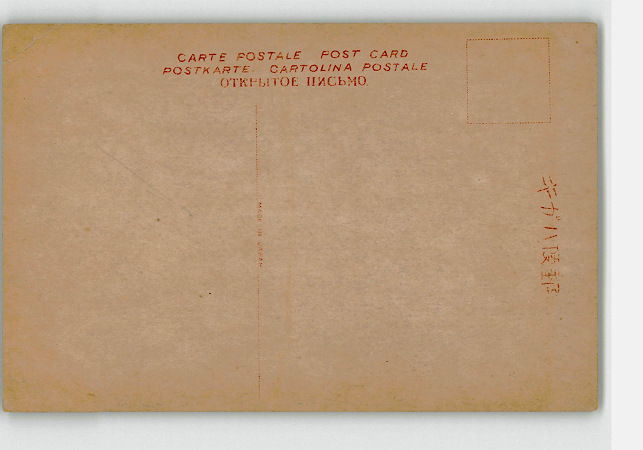 CARTE POSTALE POST CARD
POSTKARTE. CARTOLINA POSTALE
ОТКРЫТОЕ ПИСЬМО.
MADE IN JAPAN